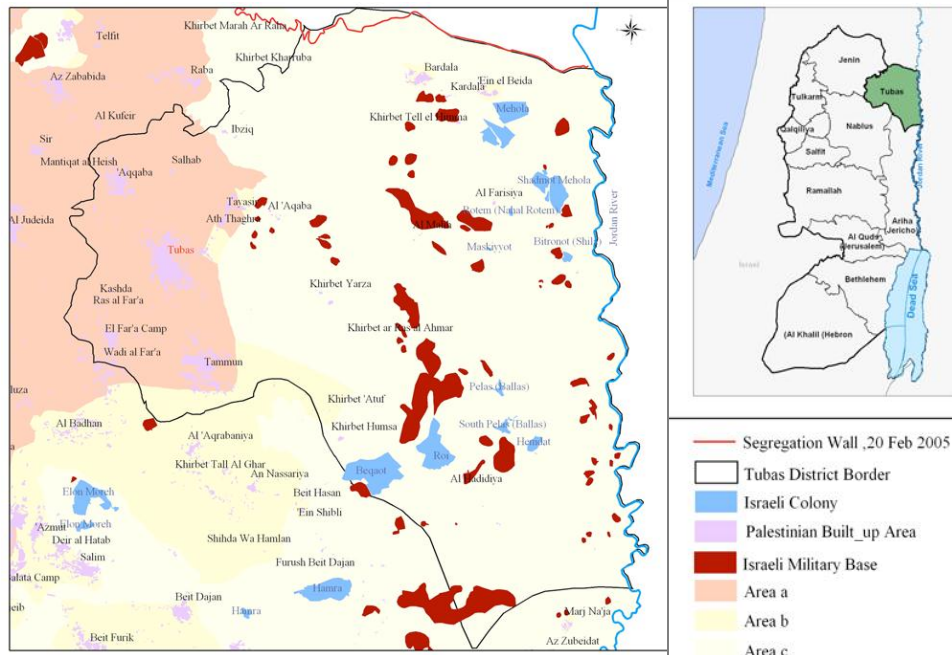 Khirbet Marah Ar Raha
Telfit
Khirbet Kharruba
Raba
Az Zababida
Bardala
Kardala
'Ein el Beida
Al Kufeir
Mehola
Khirbet Tell el Himma
Ibziq
Sir
Mantiqat al Heish
Salhab
'Aqqaba
Shadmot Mehola
Al Farisiya
Tayasir
Al 'Aqaba
Rotem (Nahal Rotem)
Al Judeida
Ath Thaghra
Al Malih
Jordan River
Tubas
Maskiyyot
Bitronot (Shila)
Khirbet Yarza
Kashda
Ras al Far'a
El Far'a Camp
Khirbet ar Ras al Ahmar
Wadi al Far'a
Tammun
luza
Pelas (Ballas)
Khirbet 'Atuf
Al Badhan
Khirbet Humsa
South Pelas (Ballas)
Al 'Aqrabaniya
Hemdat
Roi
Khirbet Tall Al Ghar
An Nassariya
Beqaot
Al Hadidiya
Elon Moreh
Beit Hasan
'Ein Shibli
'Azmut
Elon Moreh
Deir al Hatab
Shihda Wa Hamlan
Salim
Furush Beit Dajan
alata Camp
Hamra
Beit Dajan
eib
Hamra
Marj Na'ja
Beit Furik
Az Zubeidat
Jenin
Tubas
Tulkarm
Nablus
Qalqiliya
Salfit
Mediterranean Sea
Jordan River
Ramallah
Ariha
(Jericho)
Al Quds
(Jerusalem)
Israel
Bethlehem
Dead Sea
(Al Khalil (Hebron
Segregation Wall ,20 Feb 2005
Tubas District Border
Israeli Colony
Palestinian Built_up Area
Israeli Military Base
Area a
Area b
Area c